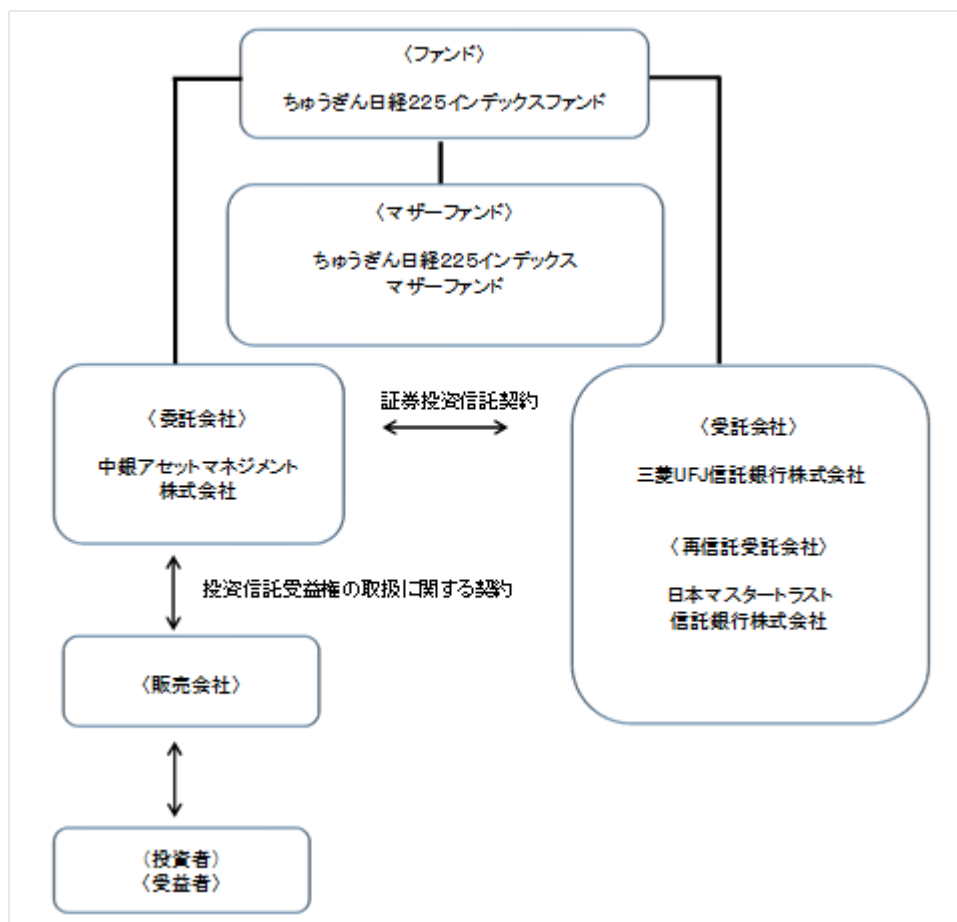 〈ファンド〉
ちゅうぎん日経225インデックスファンド
〈マザーファンド〉
ちゅうぎん日経225インデックス
マザーファンド
〈委託会社〉
中銀アセットマネジメント
株式会社
証券投資信託契約
〈受託会社〉
三菱UFJ信託銀行株式会社
〈再信託受託会社〉
日本マスタートラスト
信託銀行株式会社
投資信託受益権の取扱に関する契約
〈販売会社〉
(投資者)
〈受益者〉